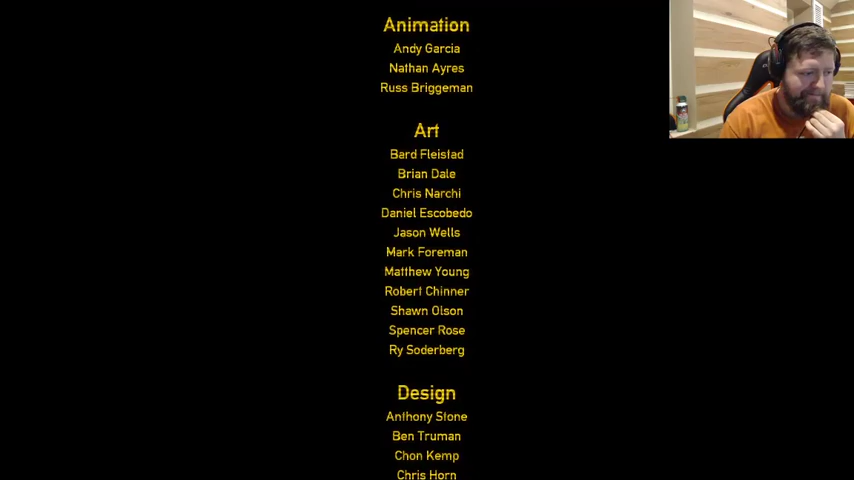 Animation
Andy Garcia
Nathan Ayres
Russ Briggeman
Art
Bard Fleistad
Brian Dale
Chris Narchi
Daniel Escobedo
Jason Wells
Mark Foreman
Matthew Young
Robert Chinner
Shawn Olson
Spencer Rose
Ry Soderberg
Design
Anthony Stone
Ben Truman
Chon Kemp
Chris Horn